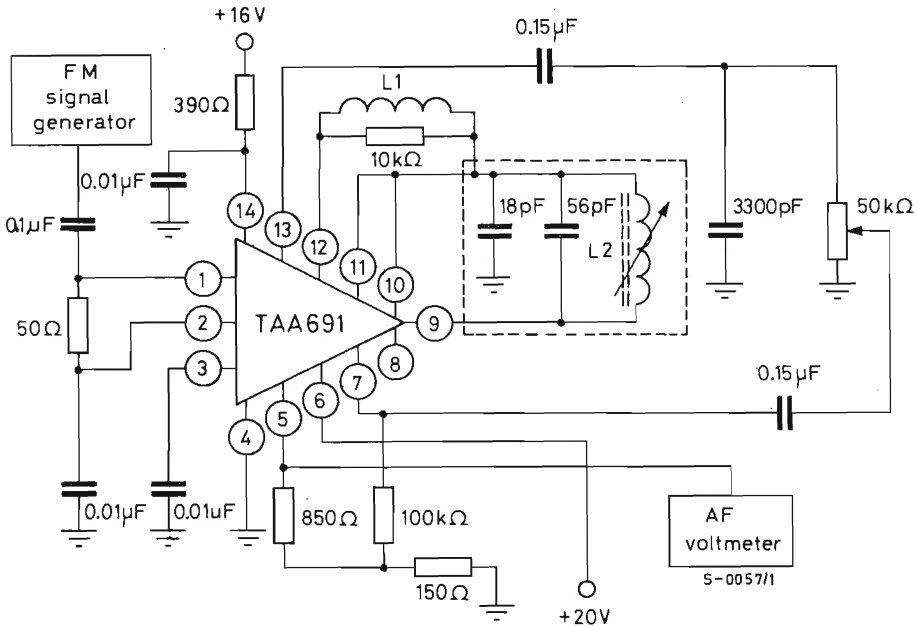 +16V
0.15µF
FM
signal
generator
390Ω
L1
10kΩ
0.01µF
0.1µF
14
13
12
11
10
18pF
56pF
L2
3300pF
50kΩ
1
50Ω
2
TAA691
9
3
8
7
6
5
4
0.15µF
0.01µF
0.01uF
850Ω
100kΩ
AF
voltmeter
S-0057/1
150Ω
+20V